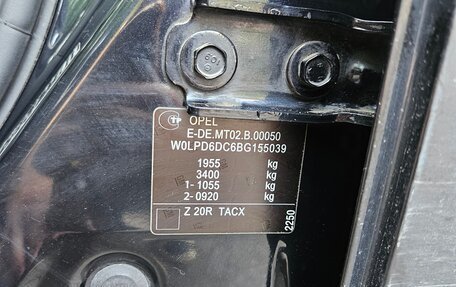 OPEL
E-DE.MT02.B.00050
W0LPD6DC6BG155039
1955 kg
3400 kg
1- 1055 kg
2- 0920 kg
Z 20R TACX
2250